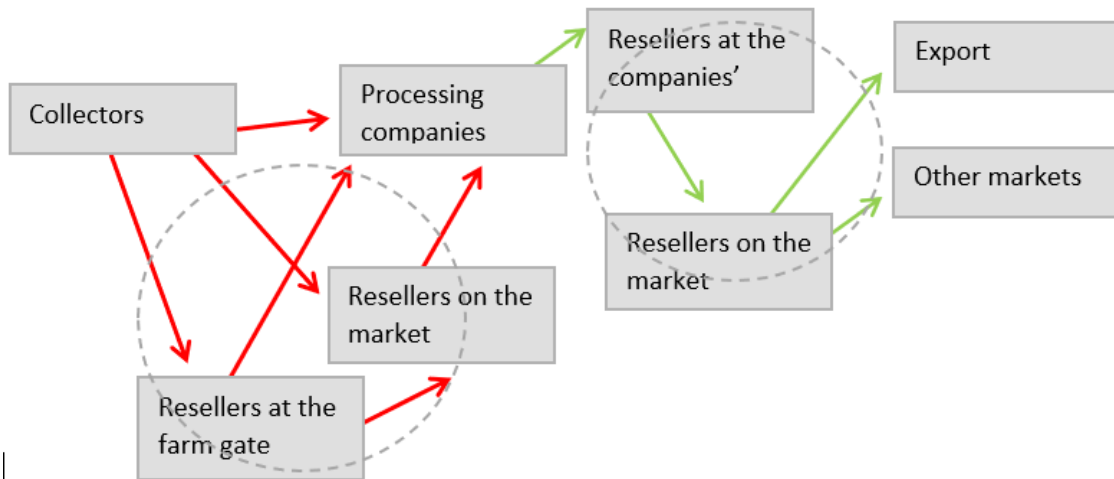 Collectors
Processing
companies
Resellers at the
companies’
Export
Other markets
Resellers on the
market
Resellers on the
market
Resellers at the
farm gate